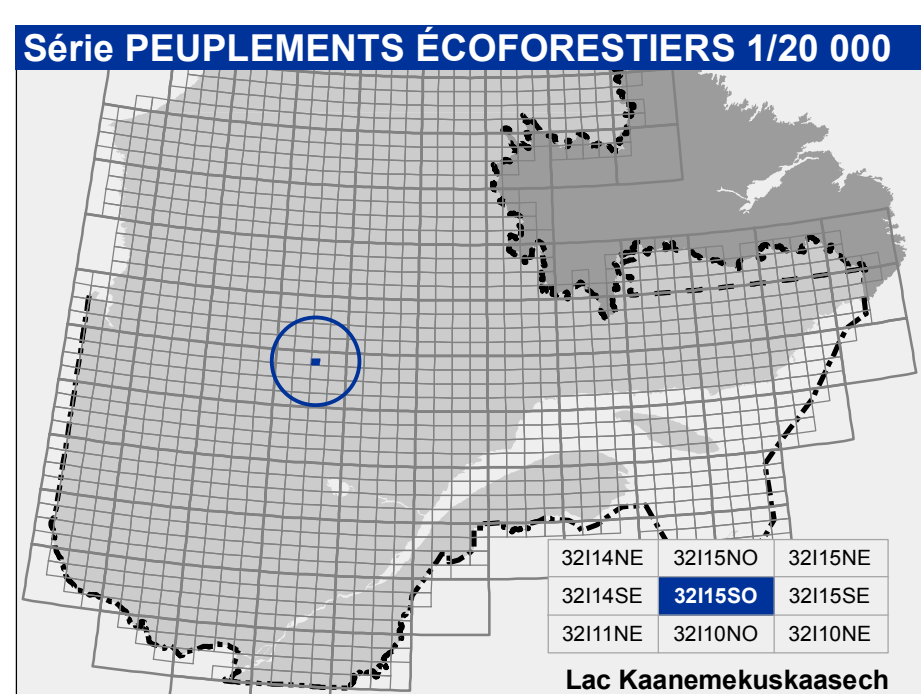 Série PEUPLEMENTS ÉCOFORESTIERS 1/20 000
32I14NE 32I15NO 32I15NE
32I14SE 32I15SO 32I15SE
32I11NE 32I10NO 32I10NE
Lac Kaanemekuskaasech